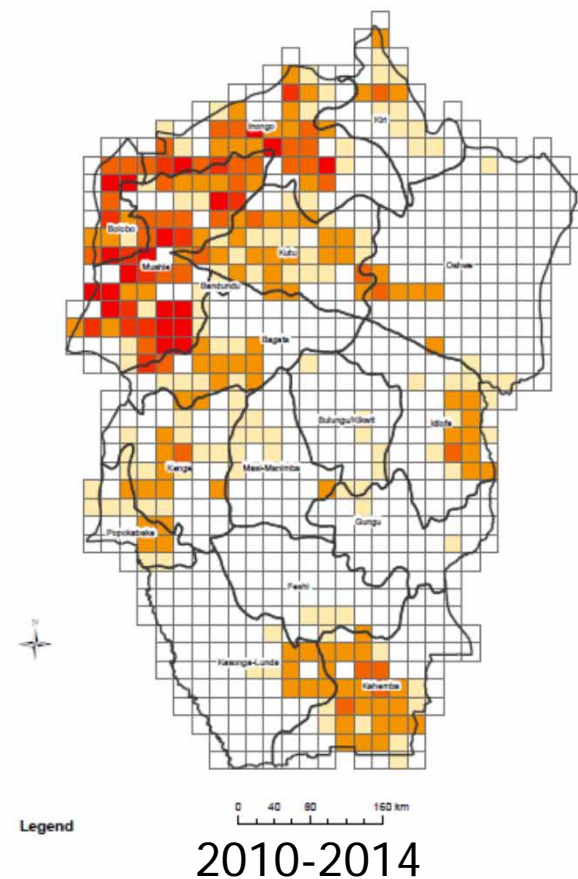 Kiri
Inongo
Bolobo
Kutu
Oshwe
Mushie
Bandundu
Bagata
Bulungu/Kikwit
Idiofa
Kenge
Masi-Manimba
Gungu
Popokabaka
Feshi
N
Kasongo-Lunda
Kahemba
0 40 80 160 km
Legend
2010-2014